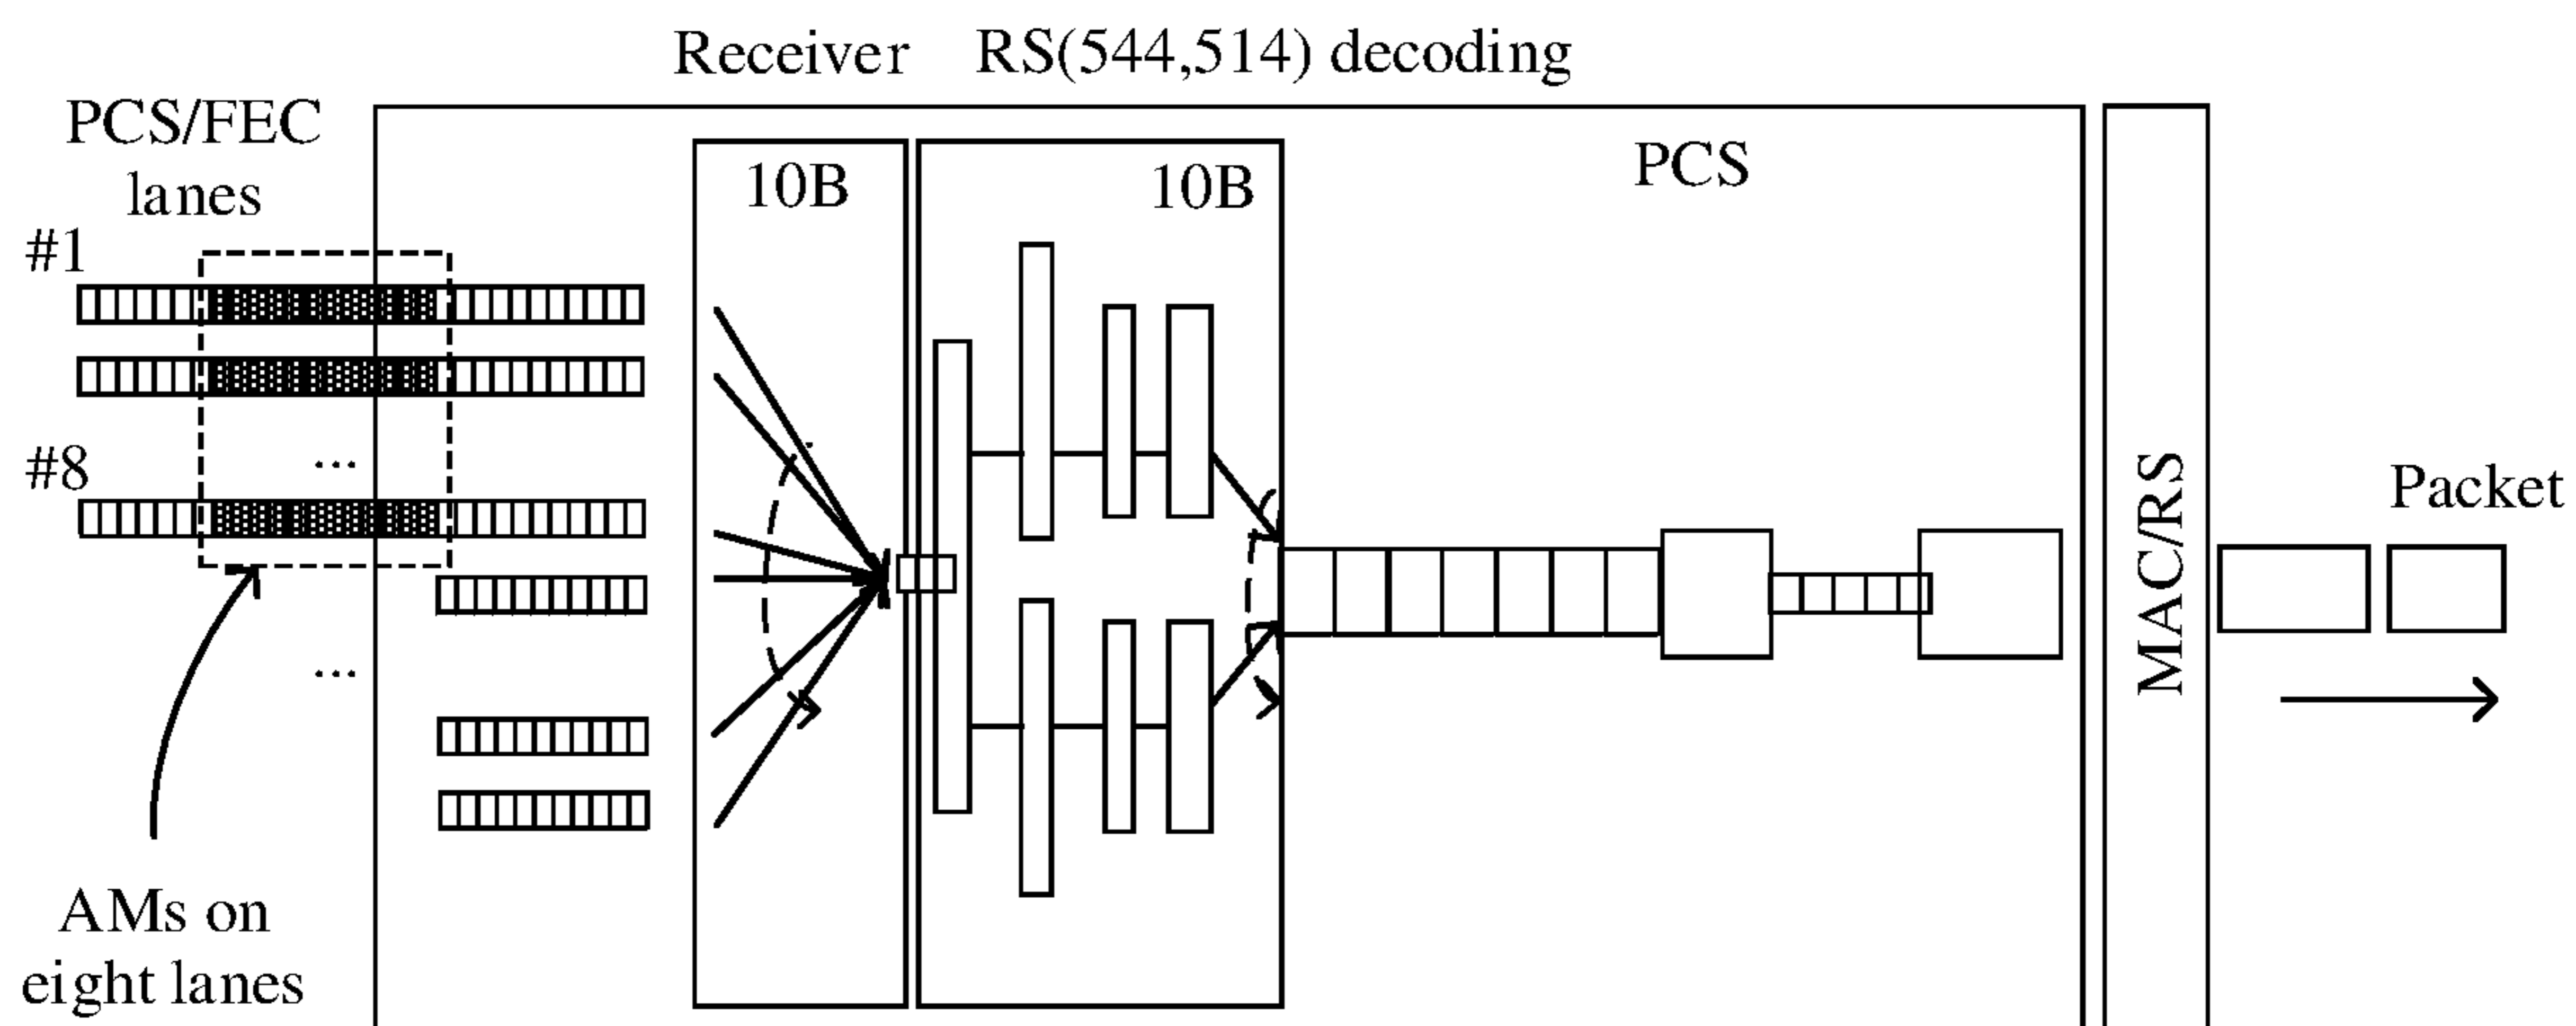 Receiver RS(544,514) decoding
PCS/FEC
lanes
10B
10B
PCS
#1
...
#8
...
MAC/RS
Packet
AMs on
eight lanes